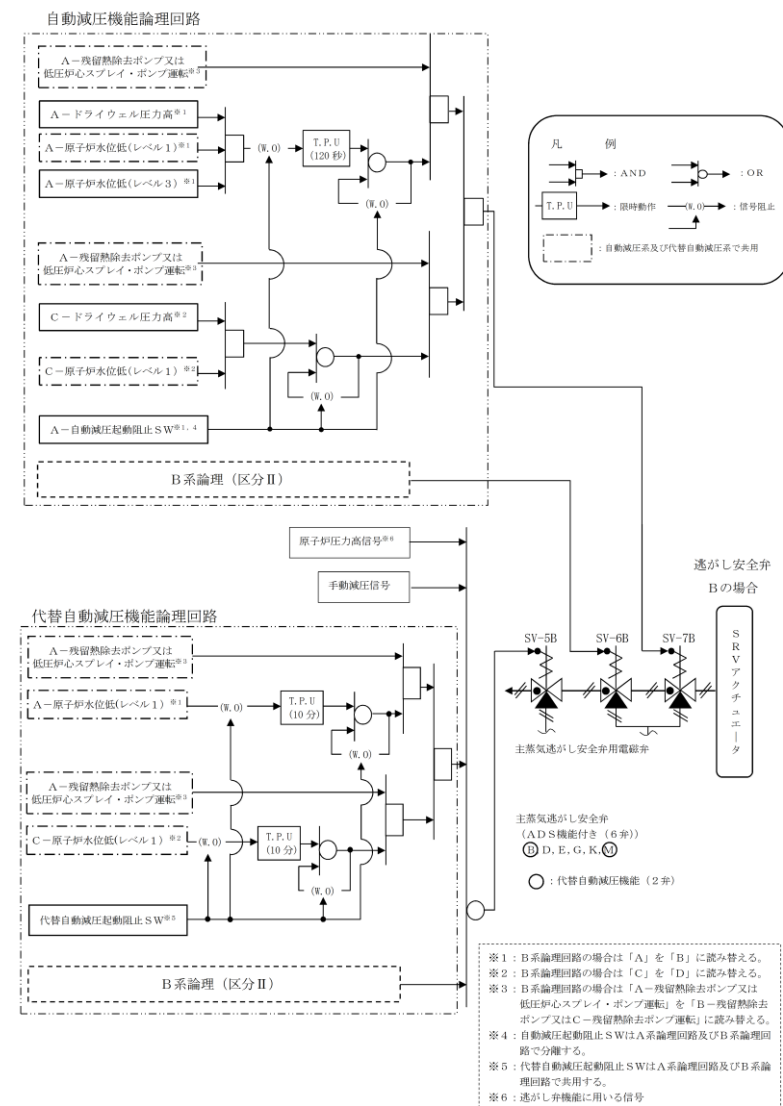 自動減圧機能論理回路
A－残留熱除去ポンプ又は
低圧炉心スプレイ・ポンプ運転※3
A－ドライウェル圧力高※1
A－原子炉水位低(レベル1)※1
A－原子炉水位低(レベル3)※1
(W.O)
T.P.U
(120秒)
(W.O)
A－残留熱除去ポンプ又は
低圧炉心スプレイ・ポンプ運転※3
C－ドライウェル圧力高※2
C－原子炉水位低(レベル1)※2
(W.O)
A－自動減圧起動阻止SW※1,4
B系論理(区分Ⅱ)
凡 例
:AND
:OR
T.P.U
:限時動作
(W.O)
:信号阻止
:自動減圧系及び代替自動減圧系で共用
原子炉圧力高信号※6
手動減圧信号
代替自動減圧機能論理回路
A－残留熱除去ポンプ又は
低圧炉心スプレイ・ポンプ運転※3
A－原子炉水位低(レベル1)※1
(W.O)
T.P.U
(10分)
(W.O)
A－残留熱除去ポンプ又は
低圧炉心スプレイ・ポンプ運転※3
C－原子炉水位低(レベル1)※2
(W.O)
T.P.U
(10分)
(W.O)
代替自動減圧起動阻止SW※5
B系論理(区分Ⅱ)
逃がし安全弁
Bの場合
SV-5B
SV-6B
SV-7B
SRVアクチュエータ
主蒸気逃がし安全弁用電磁弁
主蒸気逃がし安全弁
(ADS機能付き(6弁))
B,D,E,G,K,M
:代替自動減圧機能(2弁)
※1:B系論理回路の場合は「A」を「B」に読み替える。
※2:B系論理回路の場合は「C」を「D」に読み替える。
※3:B系論理回路の場合は「A－残留熱除去ポンプ又は
低圧炉心スプレイ・ポンプ運転」を「B－残留熱除去
ポンプ又はC－残留熱除去ポンプ運転」に読み替える。
※4:自動減圧起動阻止SWはA系論理回路及びB系論理回
路で分離する。
※5:代替自動減圧起動阻止SWはA系論理回路及びB系論
理回路で共用する。
※6:逃がし弁機能に用いる信号